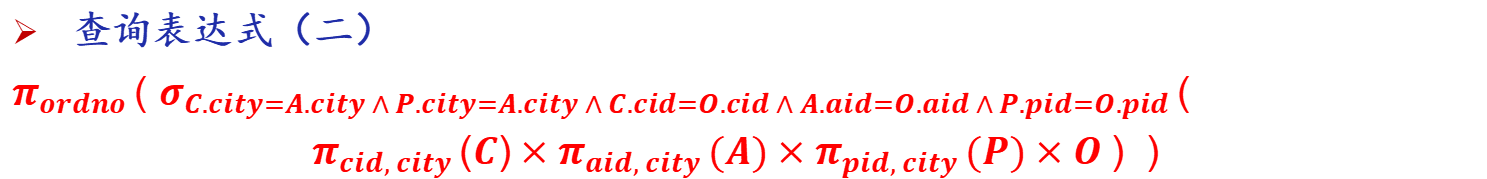 ➢ 查询表达式（二）
π_ordno ( σ_C.city=A.city ∧ P.city=A.city ∧ C.cid=O.cid ∧ A.aid=O.aid ∧ P.pid=O.pid (
π_cid, city (C) × π_aid, city (A) × π_pid, city (P) × O ) )